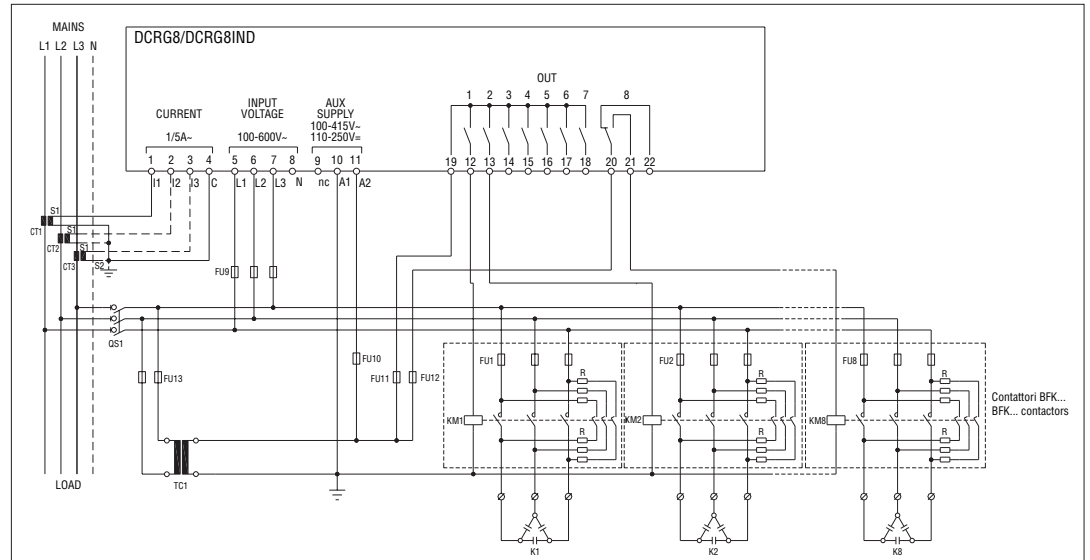 MAINS
L1 L2 L3 N
DCRG8/DCRG8IND
OUT
1 2 3 4 5 6 7 8
CURRENT
1/5A~
INPUT
VOLTAGE
100-600V~
AUX
SUPPLY
100-415V~
110-250V=
1 2 3 4 5 6 7 8 9 10 11 19 12 13 14 15 16 17 18 20 21 22
I1 I2 I3 C L1 L2 L3 N nc A1 A2
S1
CT1
S1
CT2
S1
CT3
S2
FU9
QS1
FU10
FU13
FU11
FU12
FU1
FU2
FU8
R
R
R
Contattori BFK...
BFK... contactors
KM1
KM2
KM8
R
R
R
LOAD
TC1
K1
K2
K8